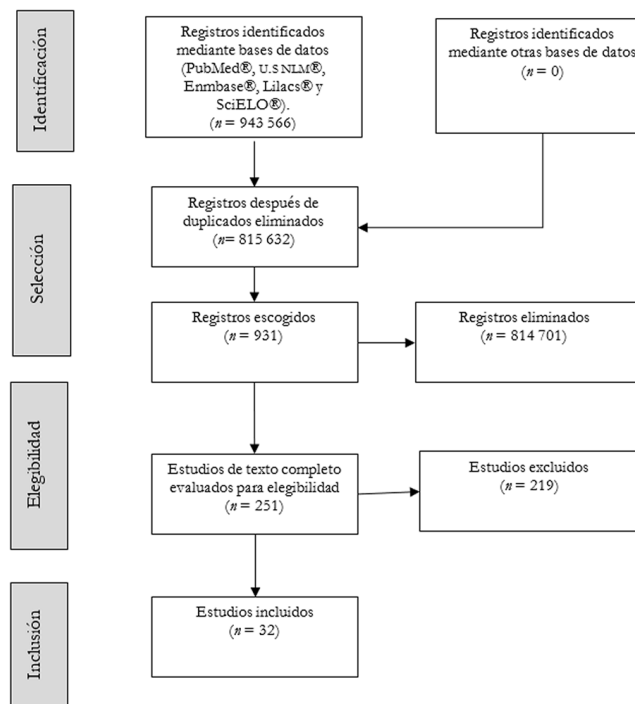 Identificación
Registros identificados
mediante bases de datos
(PubMed®, U.S NLM®,
Enmbase®, Lilacs® y
SciELO®).
(n = 943 566)
Registros identificados
mediante otras bases de datos
(n = 0)
Selección
Registros después de
duplicados eliminados
(n= 815 632)
Registros escogidos
(n = 931)
Registros eliminados
(n = 814 701)
Elegibilidad
Estudios de texto completo
evaluados para elegibilidad
(n = 251)
Estudios excluidos
(n = 219)
Inclusión
Estudios incluidos
(n = 32)